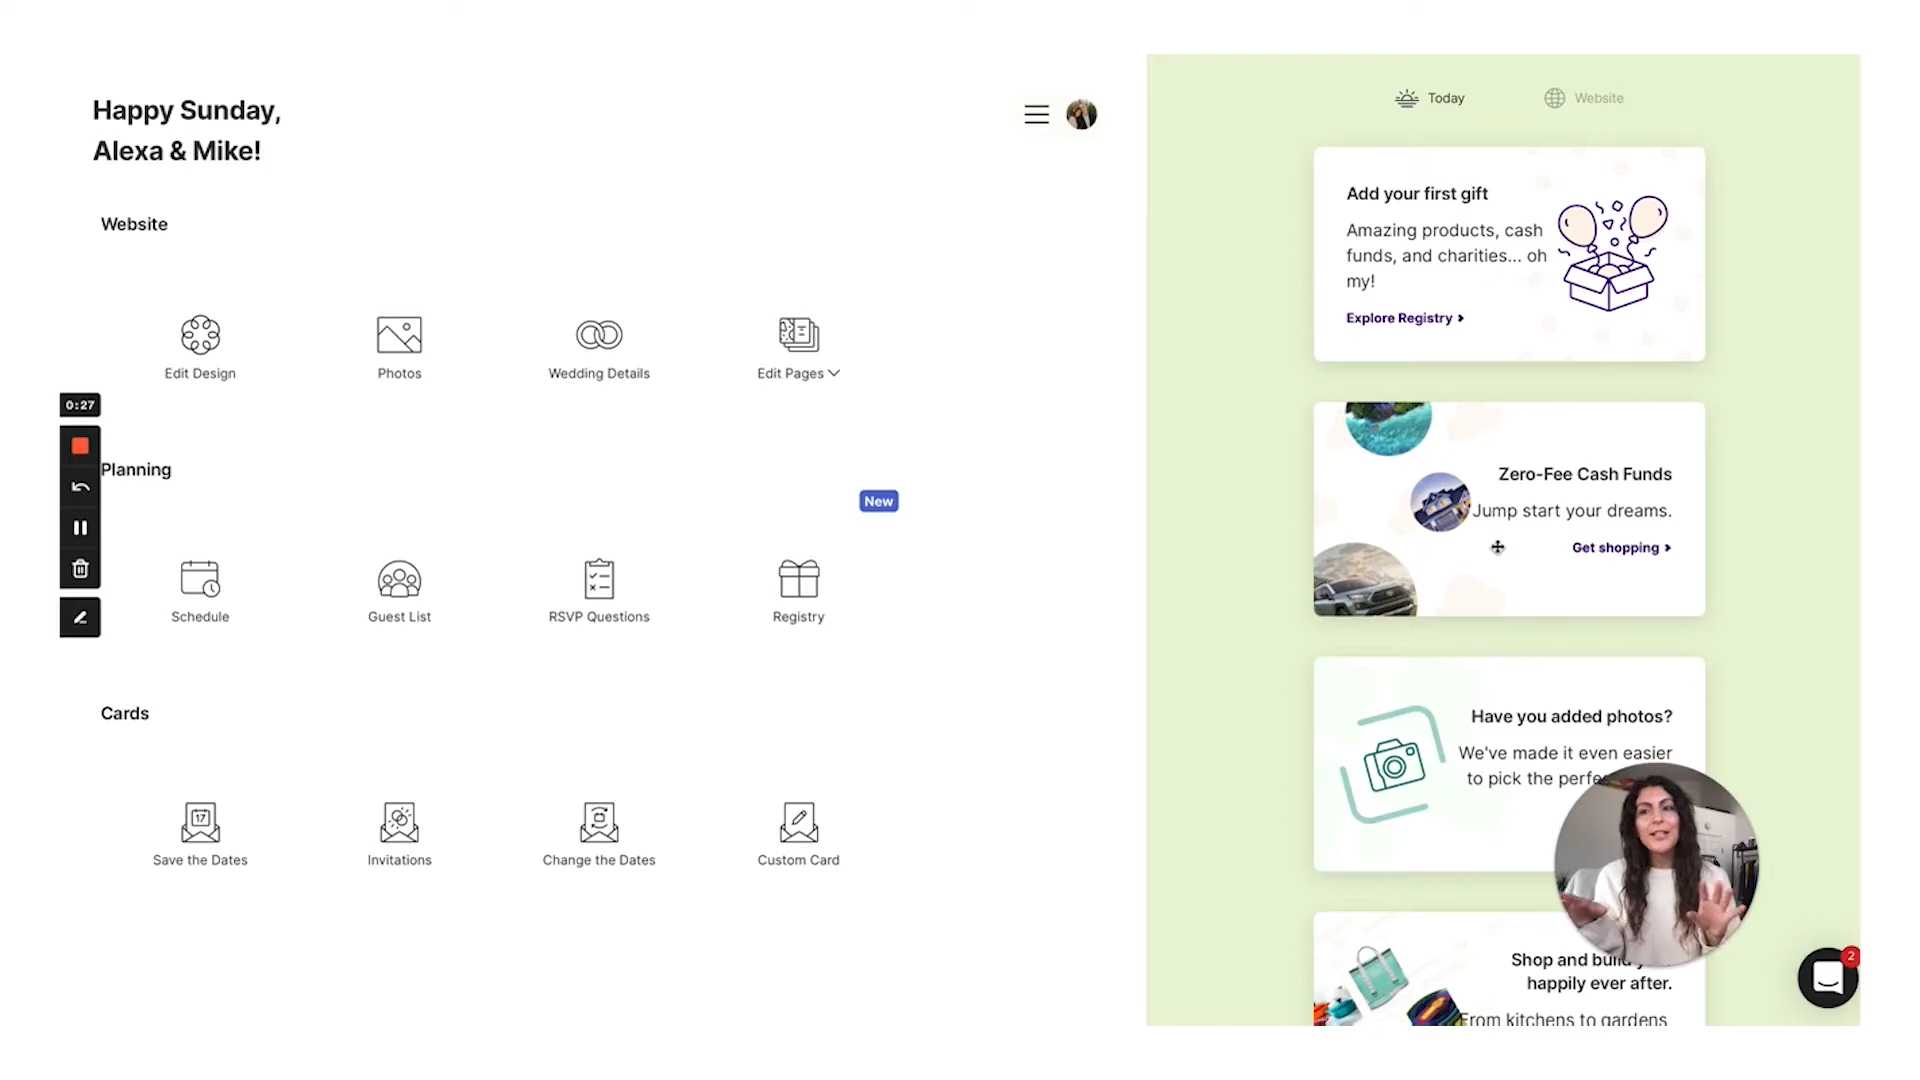 Happy Sunday,
Alexa & Mike!
Website
Edit Design
Photos
Wedding Details
Edit Pages
0:27
Planning
New
Schedule
Guest List
RSVP Questions
Registry
Cards
17
Save the Dates
Invitations
Change the Dates
Custom Card
Today
Website
Add your first gift
Amazing products, cash
funds, and charities... oh
my!
Explore Registry
Zero-Fee Cash Funds
Jump start your dreams.
Get shopping
Have you added photos?
We've made it even easier
to pick the
Shop and
happily ever after.
From kitchens to gardens
2